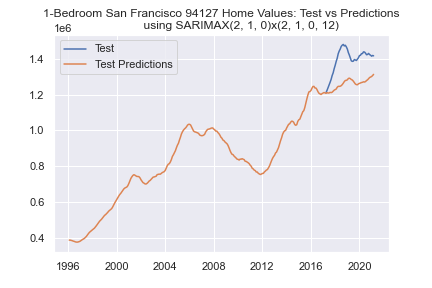 1-Bedroom San Francisco 94127 Home Values: Test vs Predictions
using SARIMAX(2, 1, 0)x(2, 1, 0, 12)
1e6
Test
Test Predictions
1.4
1.2
1.0
0.8
0.6
0.4
1996
2000
2004
2008
2012
2016
2020